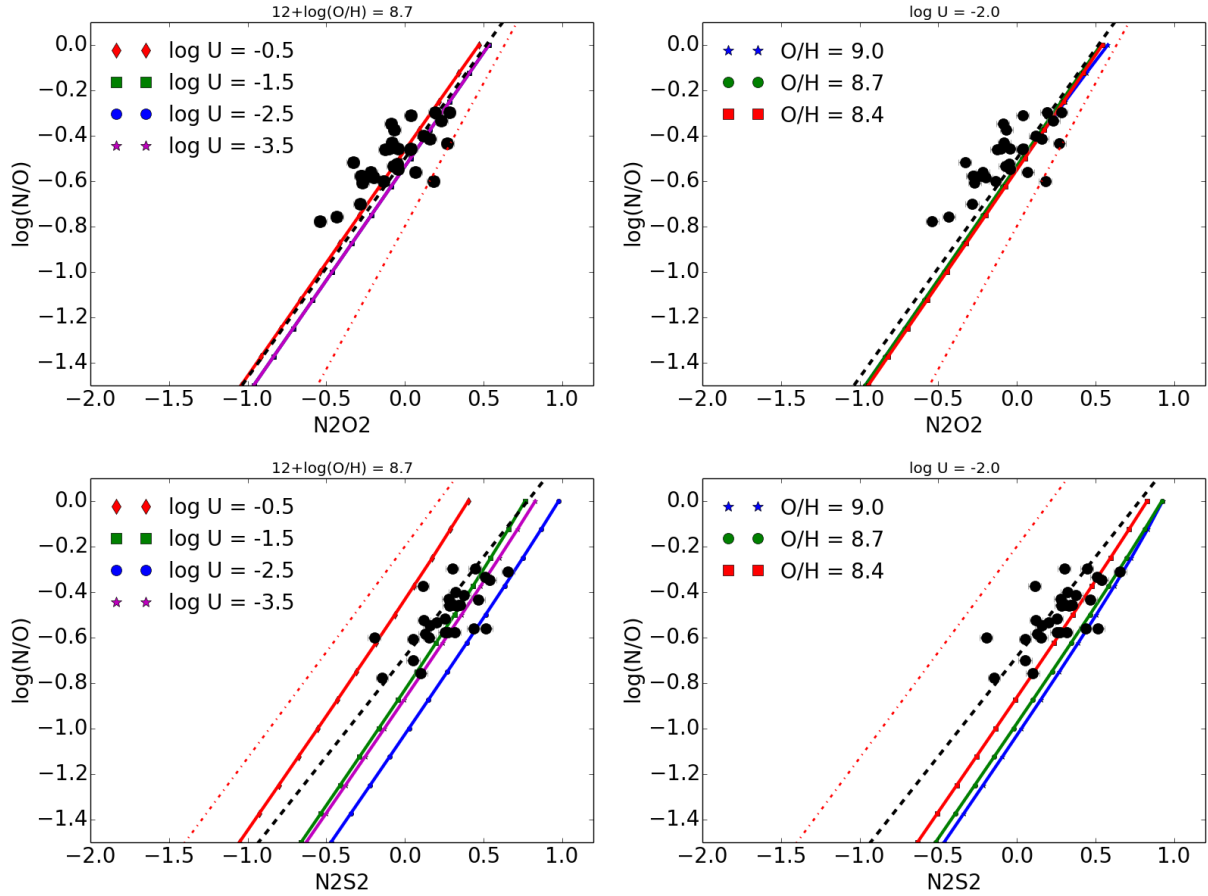 12+log(O/H) = 8.7
log U = -0.5
log U = -1.5
log U = -2.5
log U = -3.5
0.0
−0.2
−0.4
−0.6
−0.8
−1.0
−1.2
−1.4
log(N/O)
−2.0 −1.5 −1.0 −0.5 0.0 0.5 1.0
N2O2
log U = -2.0
O/H = 9.0
O/H = 8.7
O/H = 8.4
0.0
−0.2
−0.4
−0.6
−0.8
−1.0
−1.2
−1.4
log(N/O)
−2.0 −1.5 −1.0 −0.5 0.0 0.5 1.0
N2O2
12+log(O/H) = 8.7
log U = -0.5
log U = -1.5
log U = -2.5
log U = -3.5
0.0
−0.2
−0.4
−0.6
−0.8
−1.0
−1.2
−1.4
log(N/O)
−2.0 −1.5 −1.0 −0.5 0.0 0.5 1.0
N2S2
log U = -2.0
O/H = 9.0
O/H = 8.7
O/H = 8.4
0.0
−0.2
−0.4
−0.6
−0.8
−1.0
−1.2
−1.4
log(N/O)
−2.0 −1.5 −1.0 −0.5 0.0 0.5 1.0
N2S2